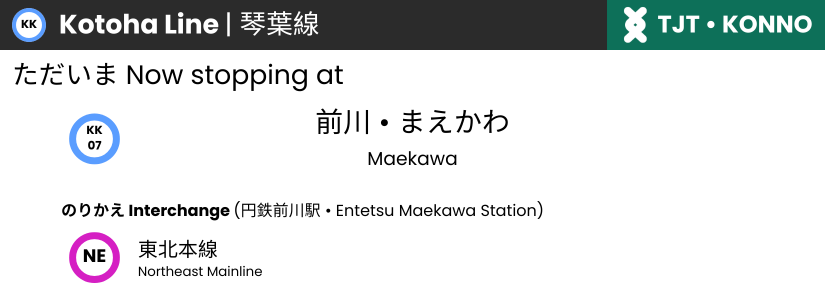 KK Kotoha Line | 琴葉線 TJT • KONNO
ただいま Now stopping at
KK
07
前川 • まえかわ
Maekawa
のりかえ Interchange (円鉄前川駅 • Entetsu Maekawa Station)
NE
東北本線
Northeast Mainline